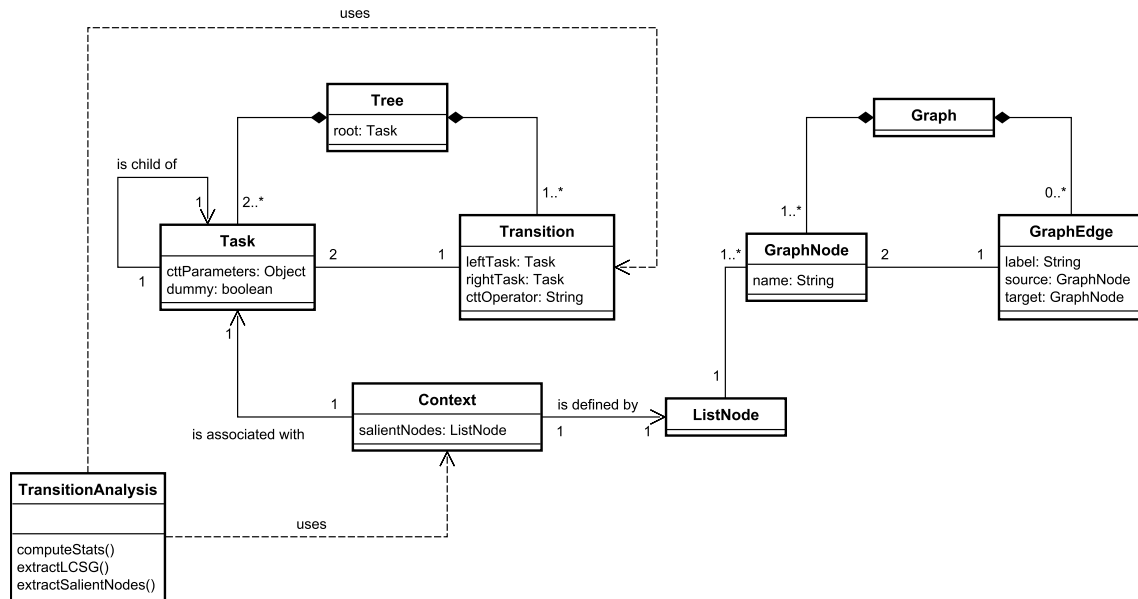 uses
Tree
root: Task
Graph
is child of
1
2..*
1..*
1..*
0..*
Task
cttParameters: Object
dummy: boolean
1
2
1
Transition
leftTask: Task
rightTask: Task
cttOperator: String
1..*
GraphNode
name: String
2
1
GraphEdge
label: String
source: GraphNode
target: GraphNode
1
1
is associated with
Context
salientNodes: ListNode
is defined by
1
1
1
ListNode
TransitionAnalysis
computeStats()
extractLCSG()
extractSalientNodes()
uses